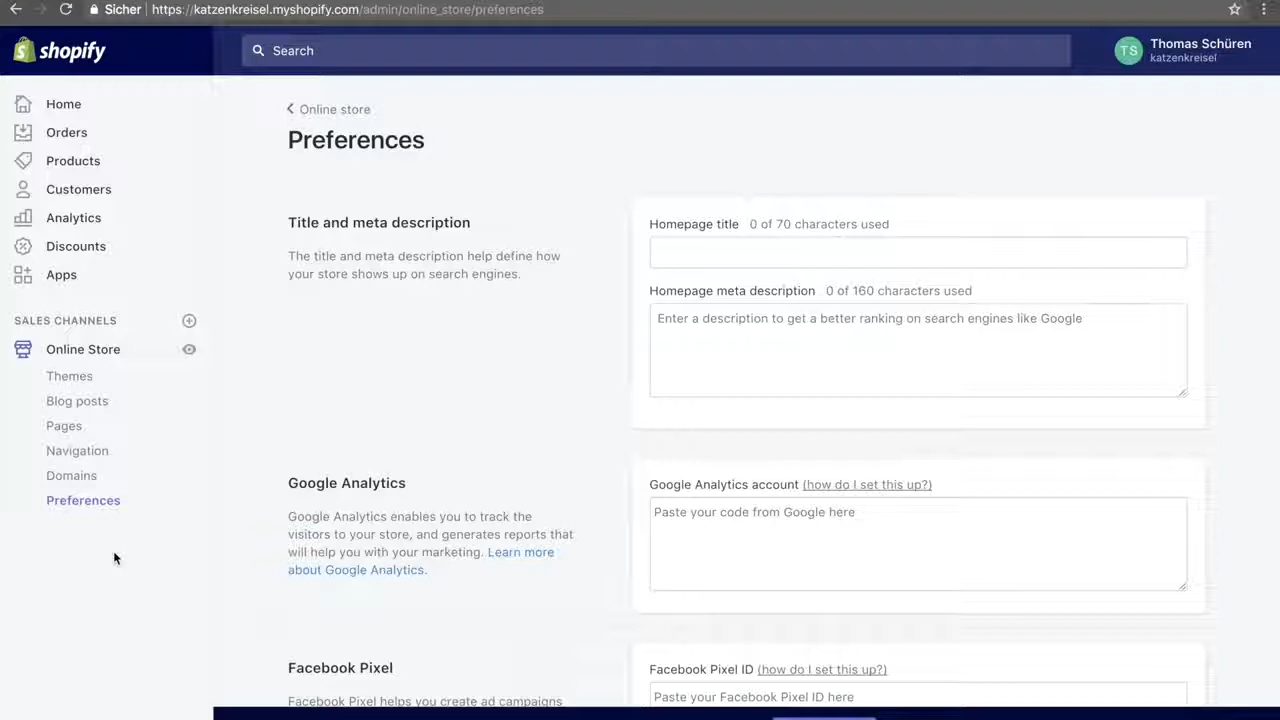 Sicher https://katzenkreisel.myshopify.com/admin/online_store/preferences
shopify
Search
TS
Thomas Schüren
katzenkreisel
Home
Orders
Products
Customers
Analytics
Discounts
Apps
SALES CHANNELS
Online Store
Themes
Blog posts
Pages
Navigation
Domains
Preferences
Online store
Preferences
Title and meta description
The title and meta description help define how
your store shows up on search engines.
Homepage title 0 of 70 characters used
Homepage meta description 0 of 160 characters used
Enter a description to get a better ranking on search engines like Google
Google Analytics
Google Analytics enables you to track the
visitors to your store, and generates reports that
will help you with your marketing. Learn more
about Google Analytics.
Google Analytics account (how do I set this up?)
Paste your code from Google here
Facebook Pixel
Facebook Pixel helps you create ad campaigns
Facebook Pixel ID (how do I set this up?)
Paste your Facebook Pixel ID here